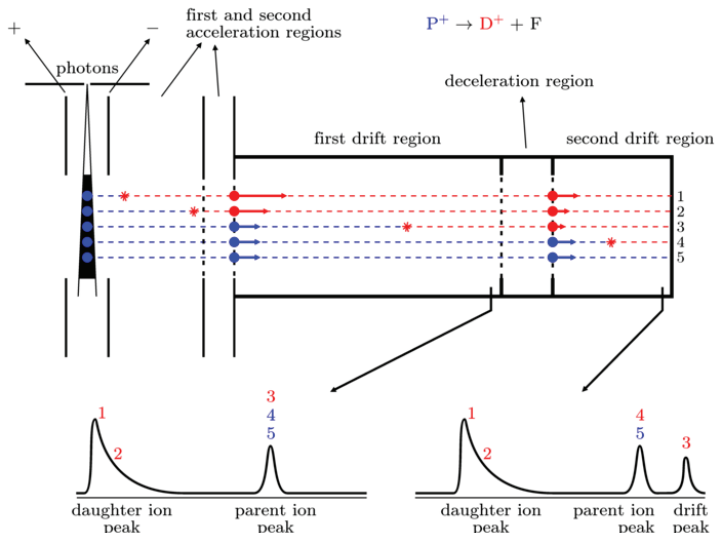 first and second
acceleration regions
P⁺ → D⁺ + F
+
−
photons
deceleration region
first drift region
second drift region
1
2
3
4
5
1
2
3
4
5
daughter ion
peak
parent ion
peak
1
2
4
5
3
daughter ion
peak
parent ion
peak
drift
peak